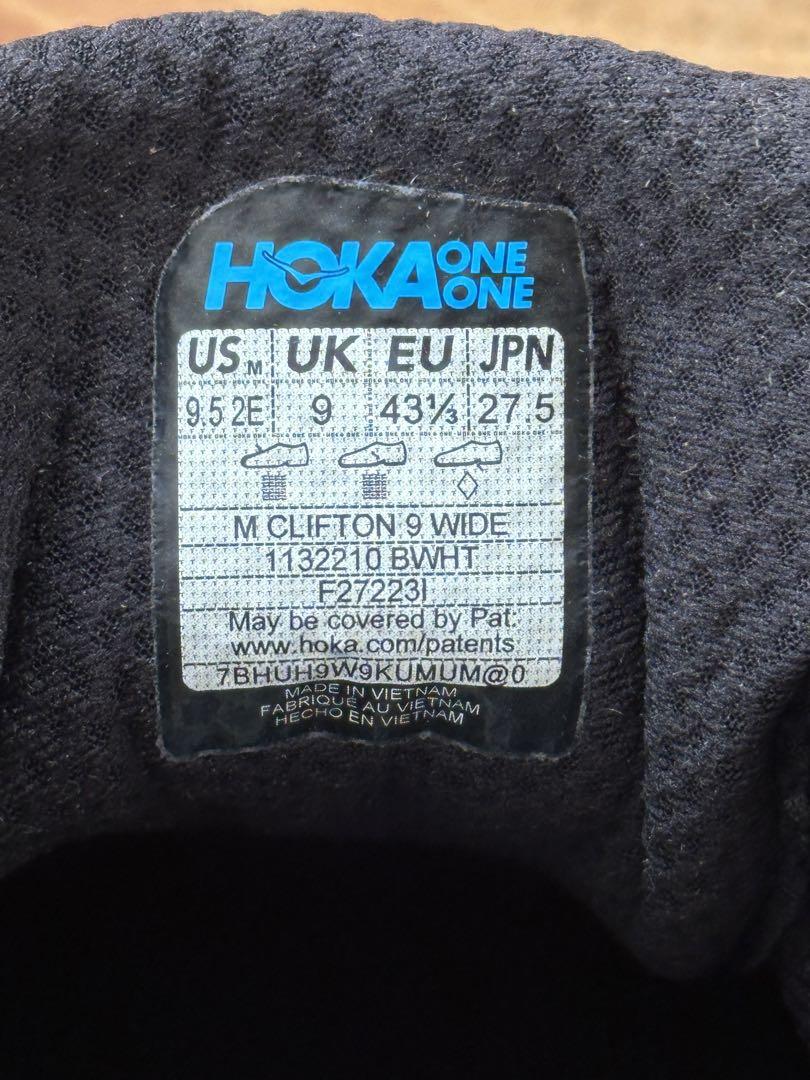 HOKA ONE ONE
US M UK EU JPN
9.5 2E 9 43⅓ 27.5
M CLIFTON 9 WIDE
1132210 BWHT
F27223I
May be covered by Pat:
www.hoka.com/patents
7BHUH9W9KUMUM@0
MADE IN VIETNAM
FABRIQUÉ AU VIETNAM
HECHO EN VIETNAM